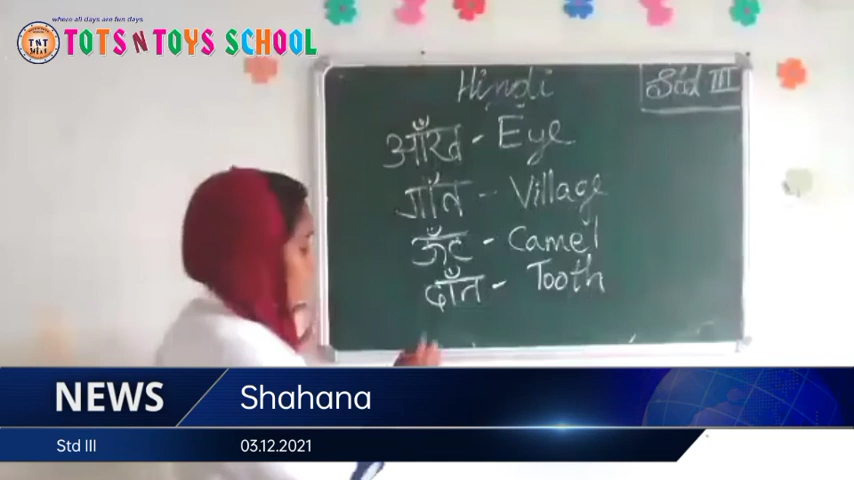 where all days are fun days
TNT
TOTS N TOYS SCHOOL
Hindi
Std III
आँख - Eye
गाँत - Village
ऊँट - Camel
दाँत - Tooth
NEWS
Shahana
Std III
03.12.2021